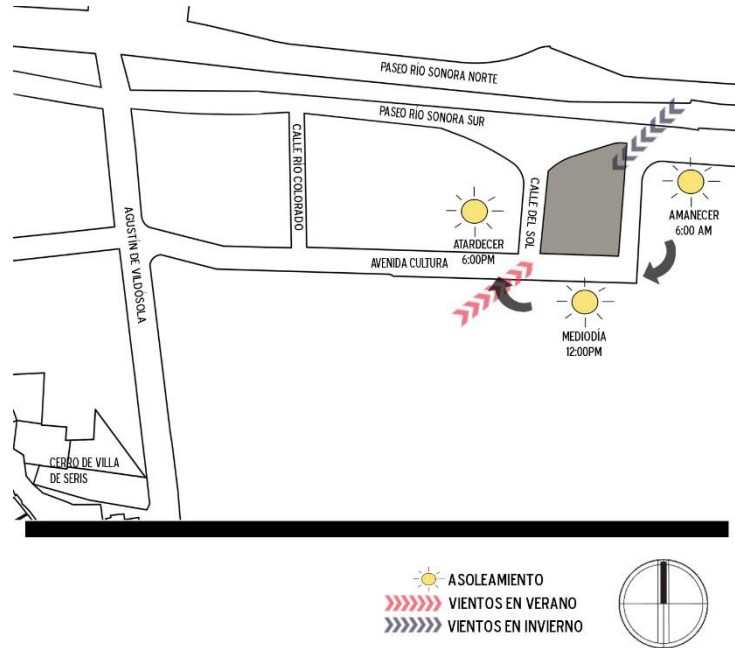 PASEO RÍO SONORA NORTE
PASEO RÍO SONORA SUR
CALLE RÍO COLORADO
CALLE DEL SOL
AGUSTÍN DE VILDÓSOLA
AMANECER
6:00 AM
ATARDECER
6:00PM
AVENIDA CULTURA
MEDIODÍA
12:00PM
CERRO DE VILLA
DE SERIS
ASOLEAMIENTO
VIENTOS EN VERANO
VIENTOS EN INVIERNO